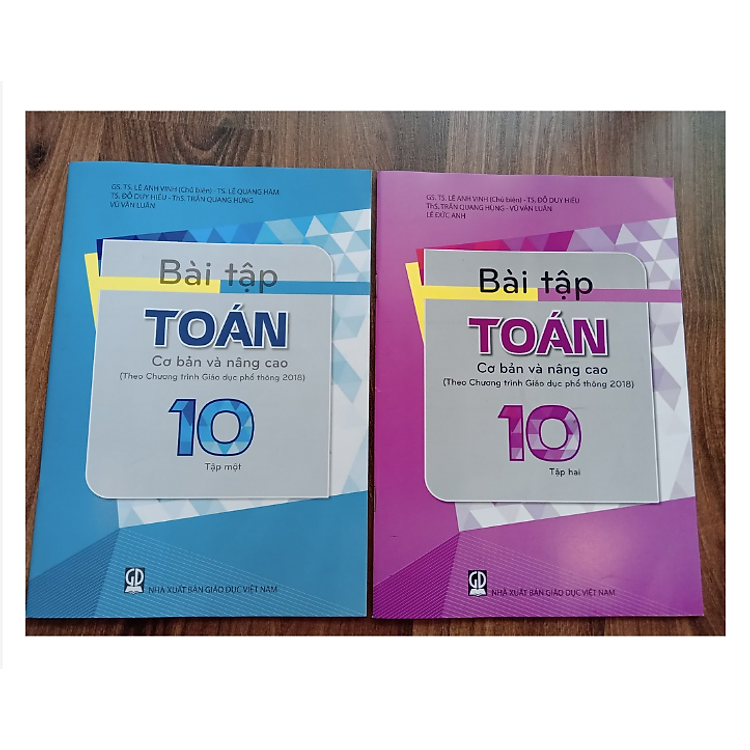 GS. TS. LÊ ANH VINH (Chủ biên) - TS. LÊ QUANG HÂM
TS. ĐỖ DUY HIẾU - ThS. TRẦN QUANG HÙNG
VŨ VĂN LUÂN
Bài tập
TOÁN
Cơ bản và nâng cao
(Theo Chương trình Giáo dục phổ thông 2018)
10
Tập một
GD
NHÀ XUẤT BẢN GIÁO DỤC VIỆT NAM
GS. TS. LÊ ANH VINH (Chủ biên) - TS. ĐỖ DUY HIẾU
ThS. TRẦN QUANG HÙNG - VŨ VĂN LUÂN
LÊ ĐỨC ANH
Bài tập
TOÁN
Cơ bản và nâng cao
(Theo Chương trình Giáo dục phổ thông 2018)
10
Tập hai
GD
NHÀ XUẤT BẢN GIÁO DỤC VIỆT NAM